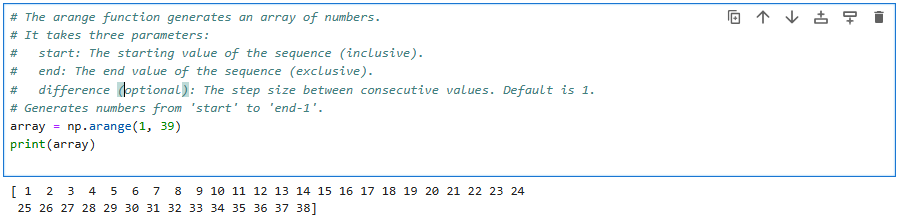 # The arange function generates an array of numbers.
# It takes three parameters:
#   start: The starting value of the sequence (inclusive).
#   end: The end value of the sequence (exclusive).
#   difference (optional): The step size between consecutive values. Default is 1.
# Generates numbers from 'start' to 'end-1'.
array = np.arange(1, 39)
print(array)
[ 1  2  3  4  5  6  7  8  9 10 11 12 13 14 15 16 17 18 19 20 21 22 23 24
 25 26 27 28 29 30 31 32 33 34 35 36 37 38]